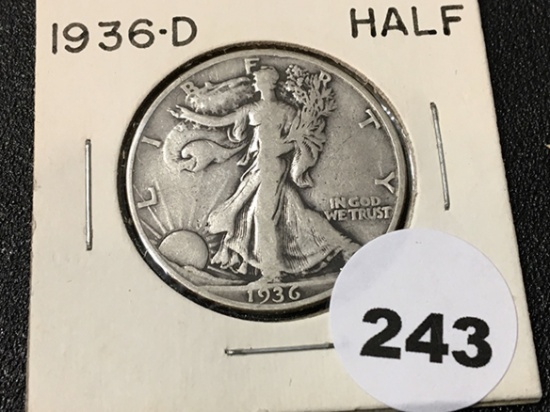 1936-D HALF
LIBERTY
IN GOD
WE TRUST
1936
243